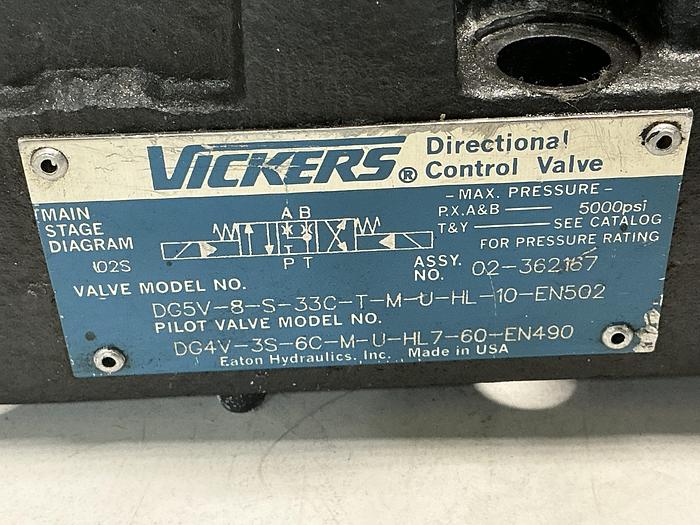 VICKERS® Directional Control Valve
- MAX. PRESSURE -
P.X.A&B — 5000psi
T&Y — SEE CATALOG
FOR PRESSURE RATING
MAIN
STAGE
DIAGRAM
102S
A B
T
P T
ASSY. NO. 02-362167
VALVE MODEL NO.
DG5V-8-S-33C-T-M-U-HL-10-EN502
PILOT VALVE MODEL NO.
DG4V-3S-6C-M-U-HL7-60-EN490
Eaton Hydraulics, Inc. Made in USA